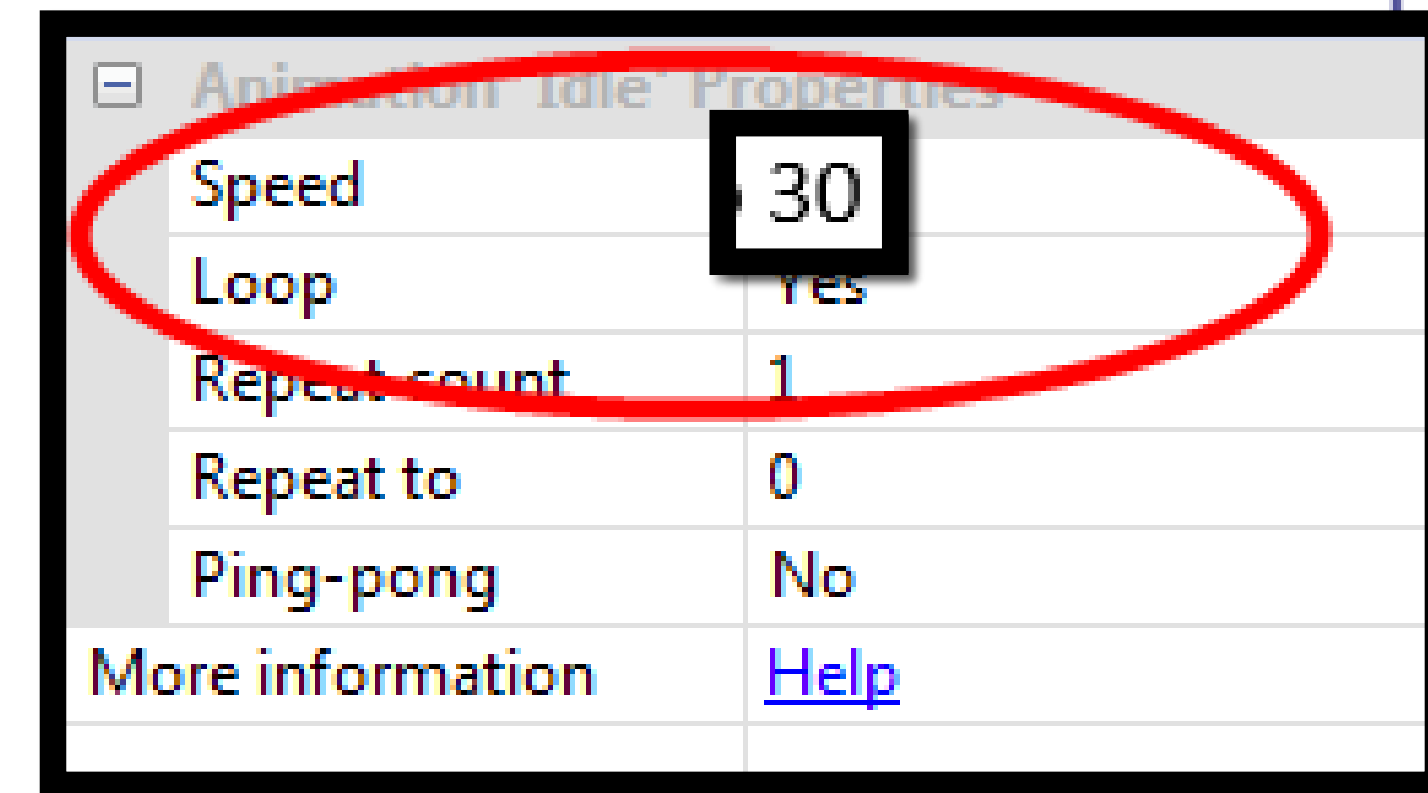 Animation 'Idle' Properties
Speed 30
Loop Yes
Repeat count 1
Repeat to 0
Ping-pong No
More information Help